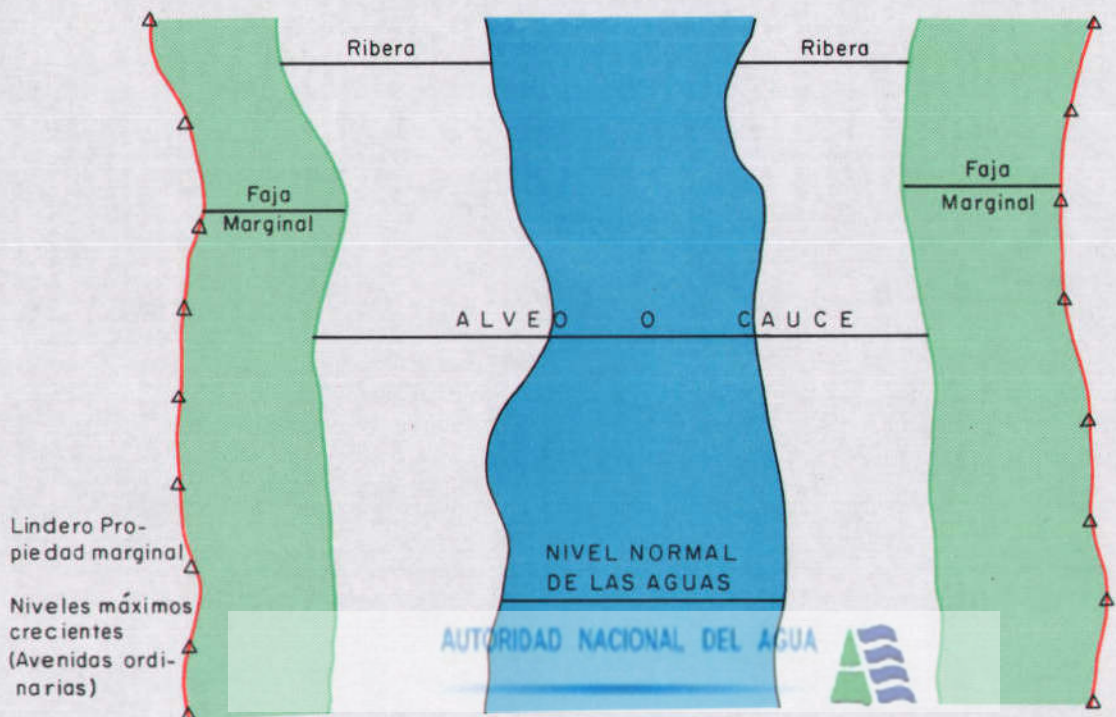 Ribera
Ribera
Faja
Marginal
Faja
Marginal
ALVEO O CAUCE
Lindero Pro-
piedad marginal
Niveles máximos
crecientes
(Avenidas ordi-
narias)
NIVEL NORMAL
DE LAS AGUAS
AUTORIDAD NACIONAL DEL AGUA